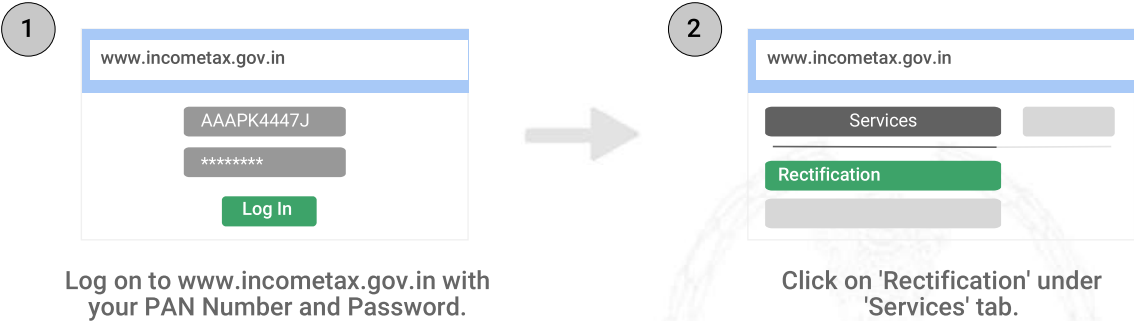 1
www.incometax.gov.in
AAAPK4447J
********
Log In
Log on to www.incometax.gov.in with
your PAN Number and Password.
2
www.incometax.gov.in
Services
Rectification
Click on 'Rectification' under
'Services' tab.